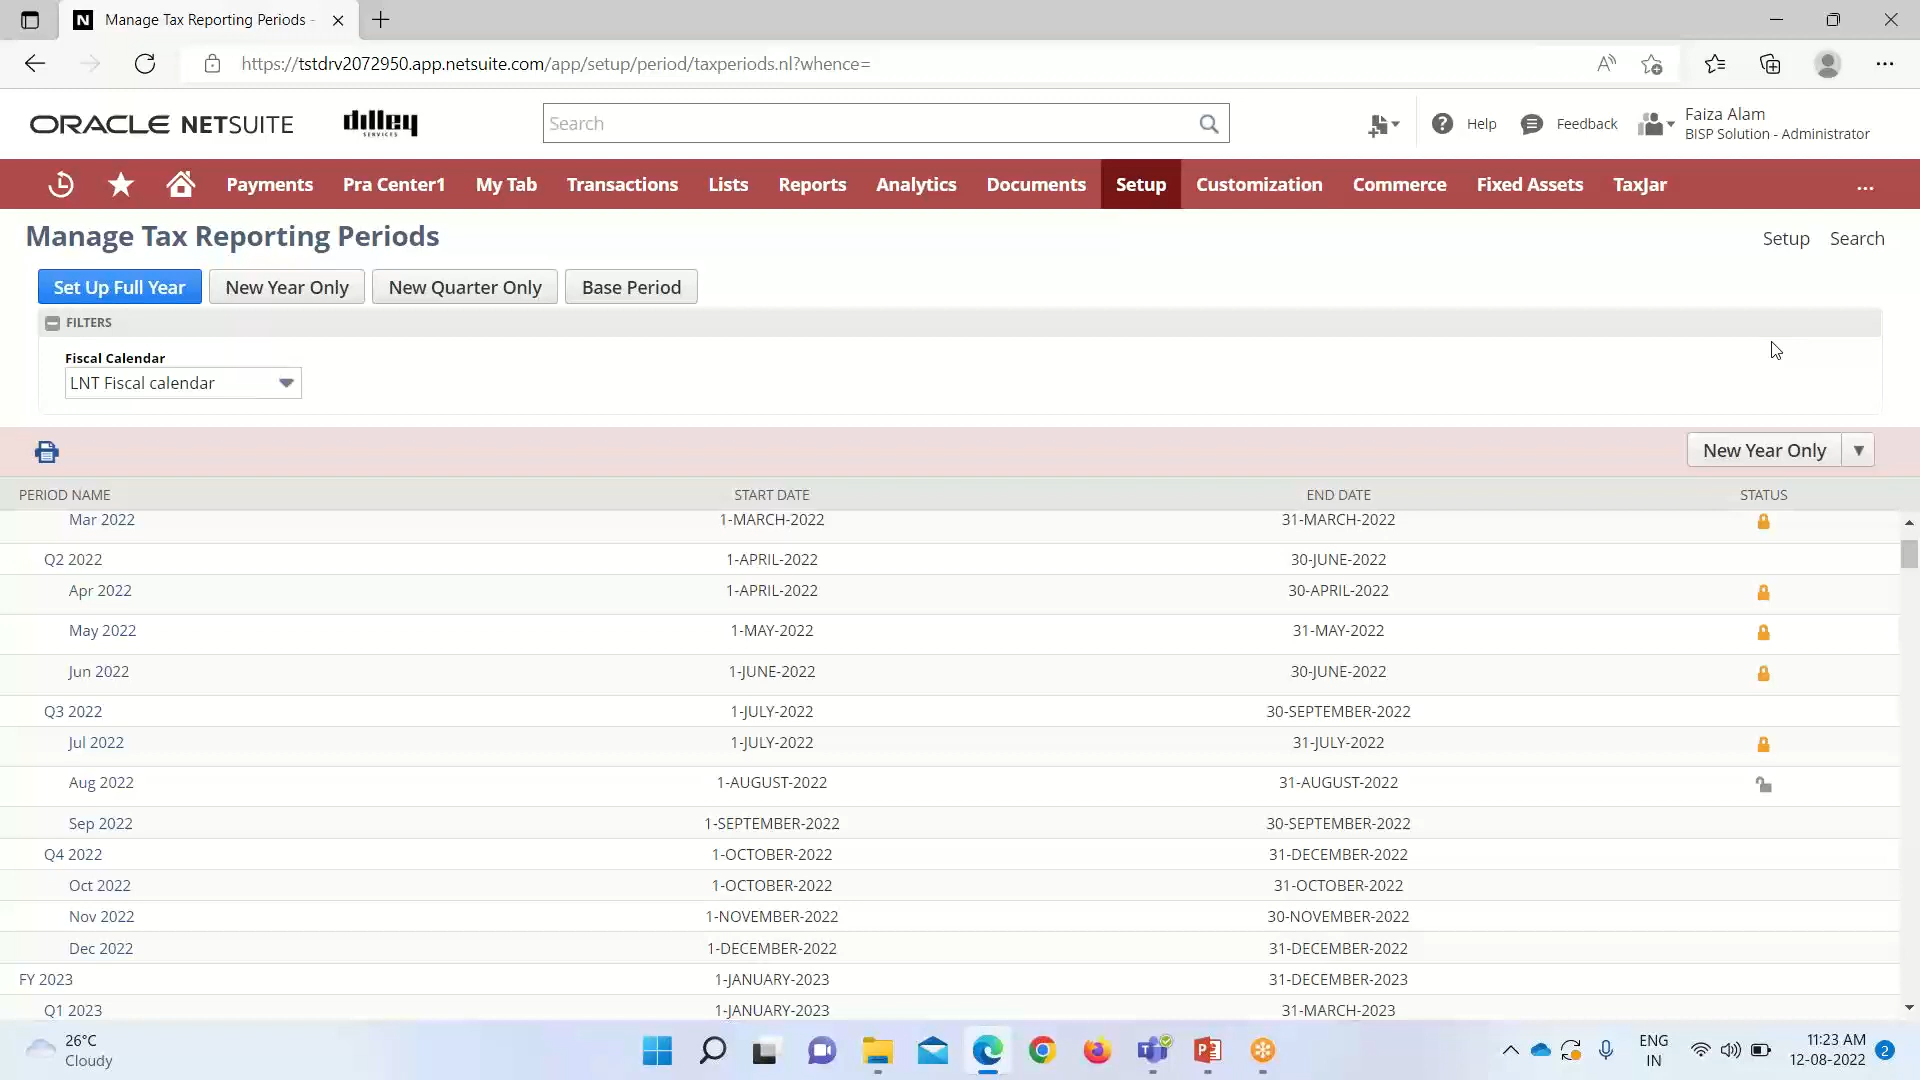 Manage Tax Reporting Periods -
https://tstdrv2072950.app.netsuite.com/app/setup/period/taxperiods.nl?whence=
ORACLE NETSUITE
dilley
SERVICES
Search
Help
Feedback
Faiza Alam
BISP Solution - Administrator
Payments Pra Center1 My Tab Transactions Lists Reports Analytics Documents Setup Customization Commerce Fixed Assets TaxJar ...
Manage Tax Reporting Periods
Setup Search
Set Up Full Year New Year Only New Quarter Only Base Period
FILTERS
Fiscal Calendar
LNT Fiscal calendar
New Year Only
PERIOD NAME START DATE END DATE STATUS
Mar 2022 1-MARCH-2022 31-MARCH-2022
Q2 2022 1-APRIL-2022 30-JUNE-2022
Apr 2022 1-APRIL-2022 30-APRIL-2022
May 2022 1-MAY-2022 31-MAY-2022
Jun 2022 1-JUNE-2022 30-JUNE-2022
Q3 2022 1-JULY-2022 30-SEPTEMBER-2022
Jul 2022 1-JULY-2022 31-JULY-2022
Aug 2022 1-AUGUST-2022 31-AUGUST-2022
Sep 2022 1-SEPTEMBER-2022 30-SEPTEMBER-2022
Q4 2022 1-OCTOBER-2022 31-DECEMBER-2022
Oct 2022 1-OCTOBER-2022 31-OCTOBER-2022
Nov 2022 1-NOVEMBER-2022 30-NOVEMBER-2022
Dec 2022 1-DECEMBER-2022 31-DECEMBER-2022
FY 2023 1-JANUARY-2023 31-DECEMBER-2023
Q1 2023 1-JANUARY-2023 31-MARCH-2023
26°C
Cloudy
ENG
IN
11:23 AM
12-08-2022
2